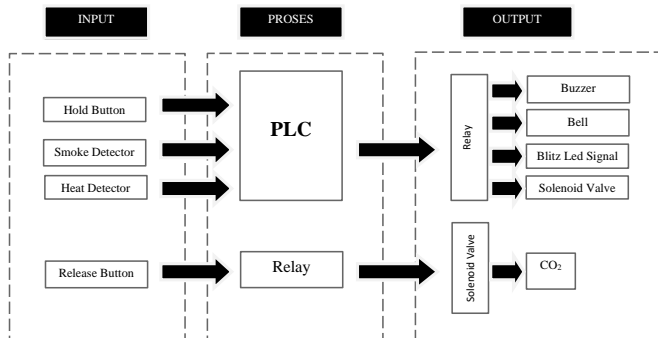 INPUT
PROSES
OUTPUT
Hold Button
Smoke Detector
Heat Detector
Release Button
PLC
Relay
Relay
Buzzer
Bell
Blitz Led Signal
Solenoid Valve
Solenoid Valve
CO₂